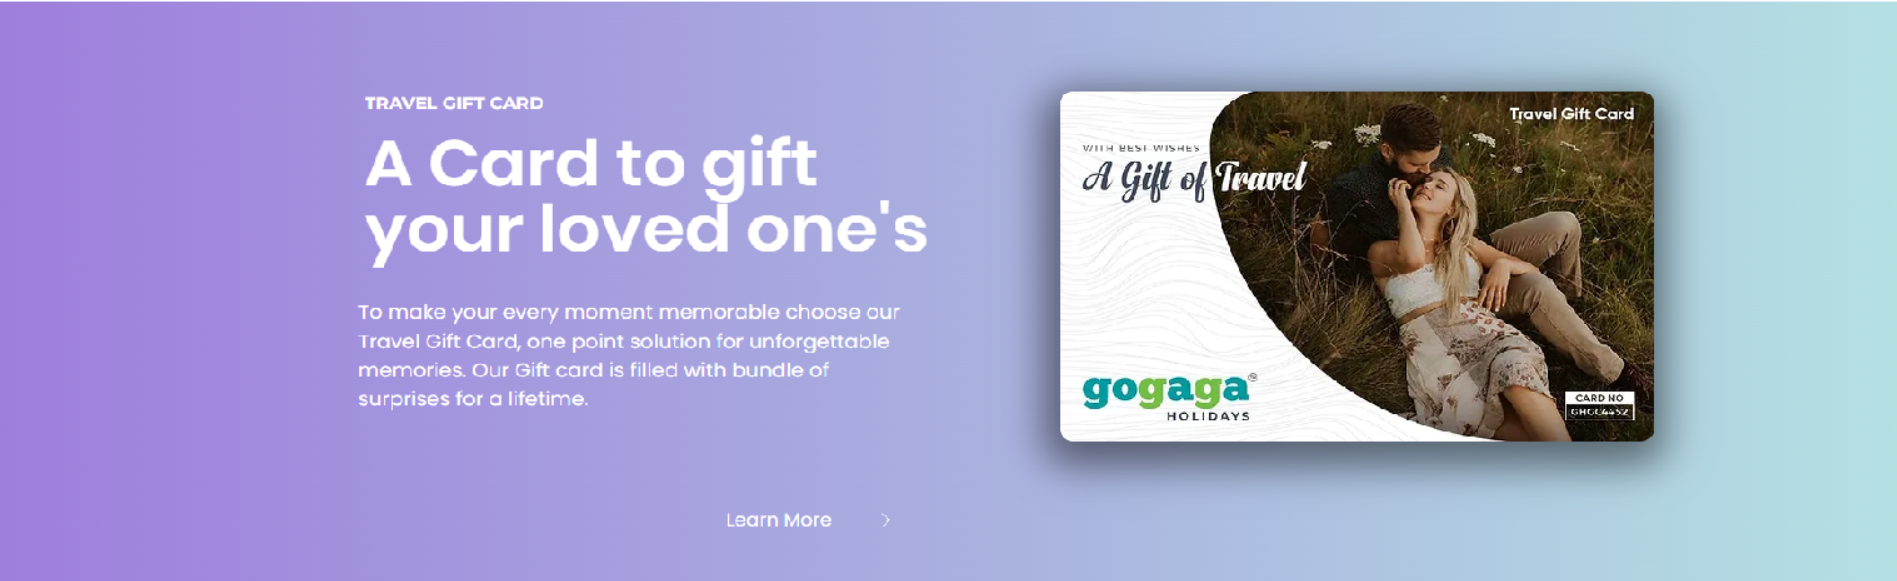 TRAVEL GIFT CARD
A Card to gift
your loved one's
To make your every moment memorable choose our
Travel Gift Card, one point solution for unforgettable
memories. Our Gift card is filled with bundle of
surprises for a lifetime.
Learn More
Travel Gift Card
WITH BEST WISHES
A Gift of Travel
gogaga
HOLIDAYS
CARD NO